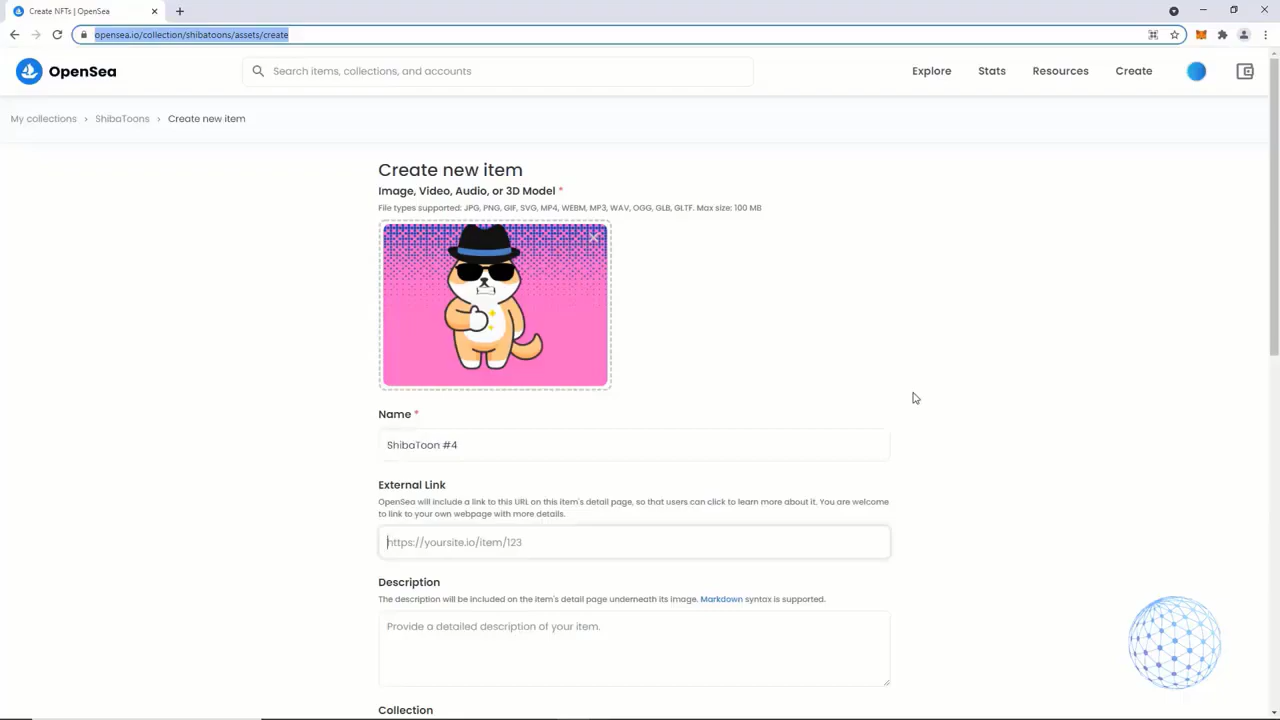 Create NFTs | OpenSea
opensea.io/collection/shibatoons/assets/create
OpenSea
Search items, collections, and accounts
Explore
Stats
Resources
Create
My collections > ShibaToons > Create new item
Create new item
Image, Video, Audio, or 3D Model *
File types supported: JPG, PNG, GIF, SVG, MP4, WEBM, MP3, WAV, OGG, GLB, GLTF. Max size: 100 MB
Name *
ShibaToon #4
External Link
OpenSea will include a link to this URL on this item's detail page, so that users can click to learn more about it. You are welcome
to link to your own webpage with more details.
https://yoursite.io/item/123
Description
The description will be included on the item's detail page underneath its image. Markdown syntax is supported.
Provide a detailed description of your item.
Collection